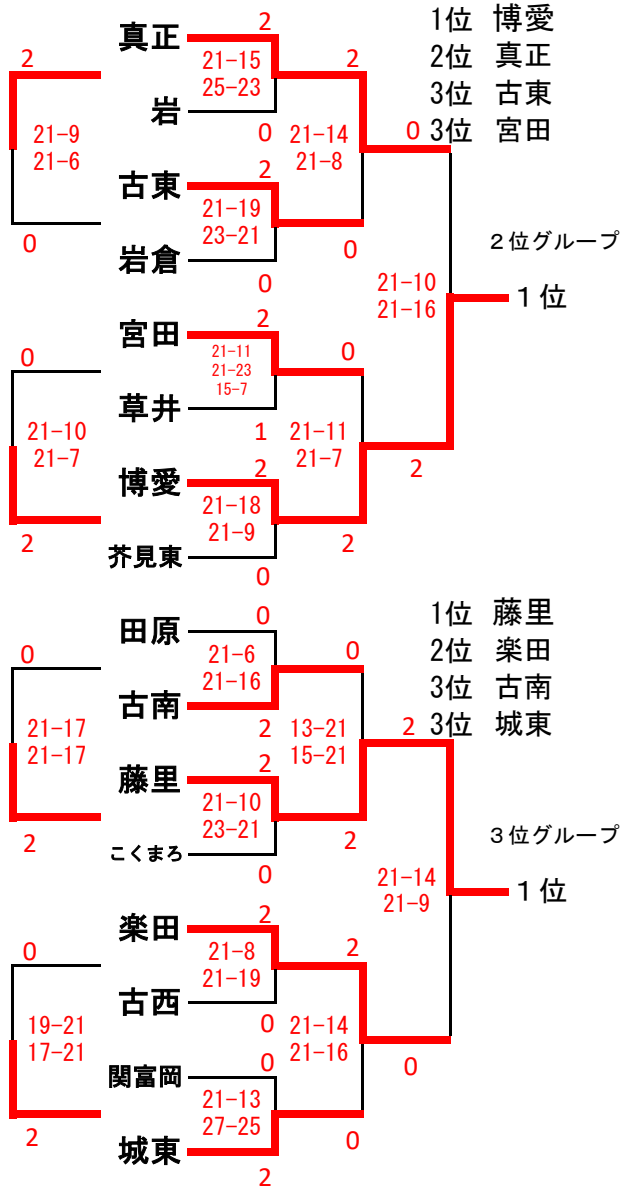 1位 博愛
2位 真正
3位 古東
3位 宮田
真正
2
2
2
21-15
25-23
岩
0
21-9
21-6
21-14
21-8
0
2
古東
21-19
23-21
0
0
岩倉
0
2位グループ
21-10
21-16
1位
宮田
2
0
0
21-11
21-23
15-7
草井
1
21-10
21-7
21-11
21-7
2
博愛
2
21-18
21-9
2
2
芥見東
0
1位 藤里
2位 楽田
3位 古南
3位 城東
田原
0
0
0
21-6
21-16
古南
2
21-17
21-17
13-21
15-21
2
藤里
2
21-10
23-21
2
2
こくまろ
0
3位グループ
21-14
21-9
1位
楽田
2
0
2
21-8
21-19
古西
0
19-21
17-21
21-14
21-16
0
関富岡
0
21-13
27-25
2
0
城東
2